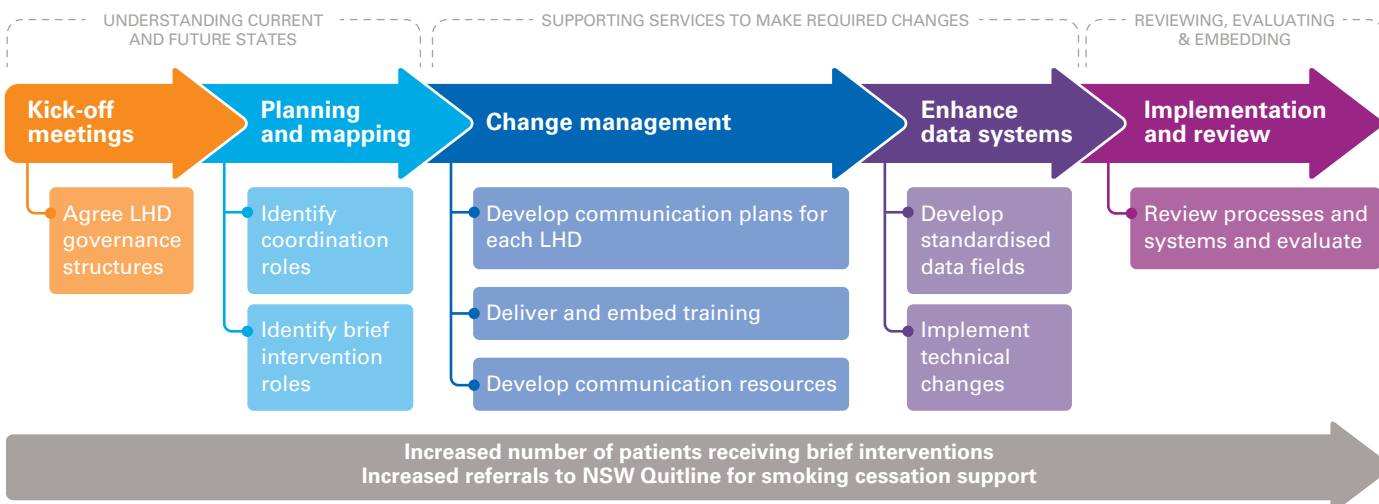 UNDERSTANDING CURRENT
AND FUTURE STATES
SUPPORTING SERVICES TO MAKE REQUIRED CHANGES
REVIEWING, EVALUATING
& EMBEDDING
Kick-off
meetings
Planning
and mapping
Change management
Enhance
data systems
Implementation
and review
Agree LHD
governance
structures
Identify
coordination
roles
Identify brief
intervention
roles
Develop communication plans for
each LHD
Deliver and embed training
Develop communication resources
Develop
standardised
data fields
Implement
technical
changes
Review processes and
systems and evaluate
Increased number of patients receiving brief interventions
Increased referrals to NSW Quitline for smoking cessation support